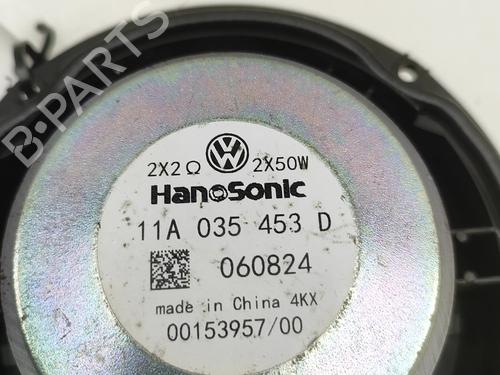 B-PARTS
2X2Ω 2X50W
HanoSonic
11A 035 453 D
060824
made in China 4KX
00153957/00